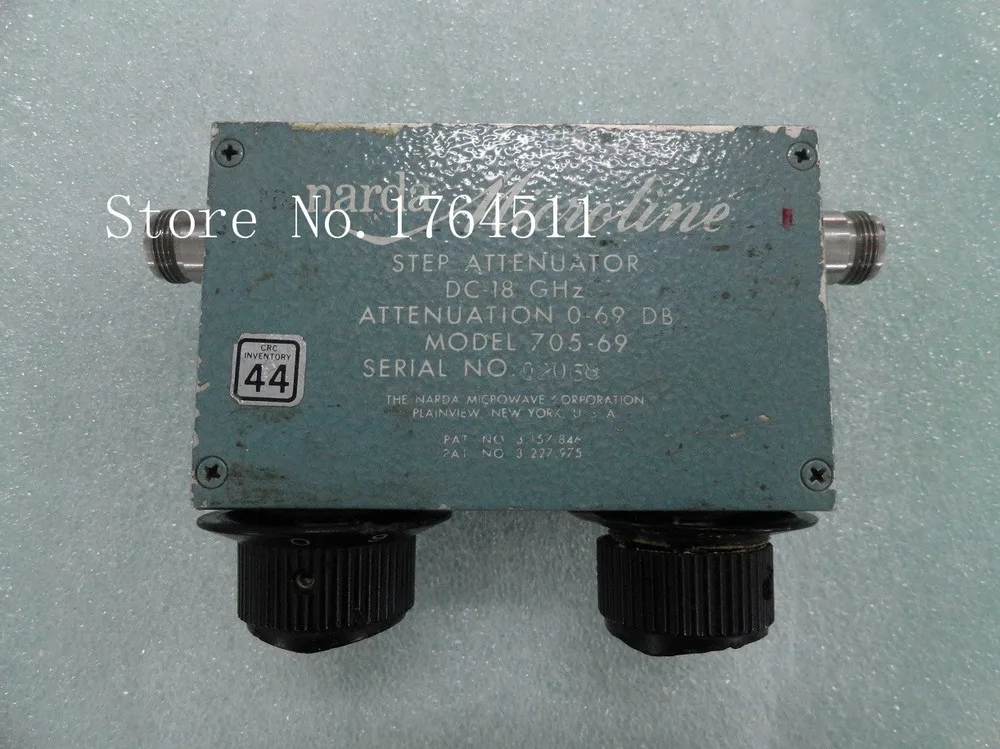 narda Microline
Store No.1764511
STEP ATTENUATOR
DC-18 GHz
ATTENUATION 0-69 DB
MODEL 705-69
SERIAL NO.
CRC
INVENTORY
44
THE NARDA MICROWAVE CORPORATION
PLAINVIEW, NEW YORK, U.S.A.
PAT. NO. 3,157,846
PAT. NO. 3,227,975